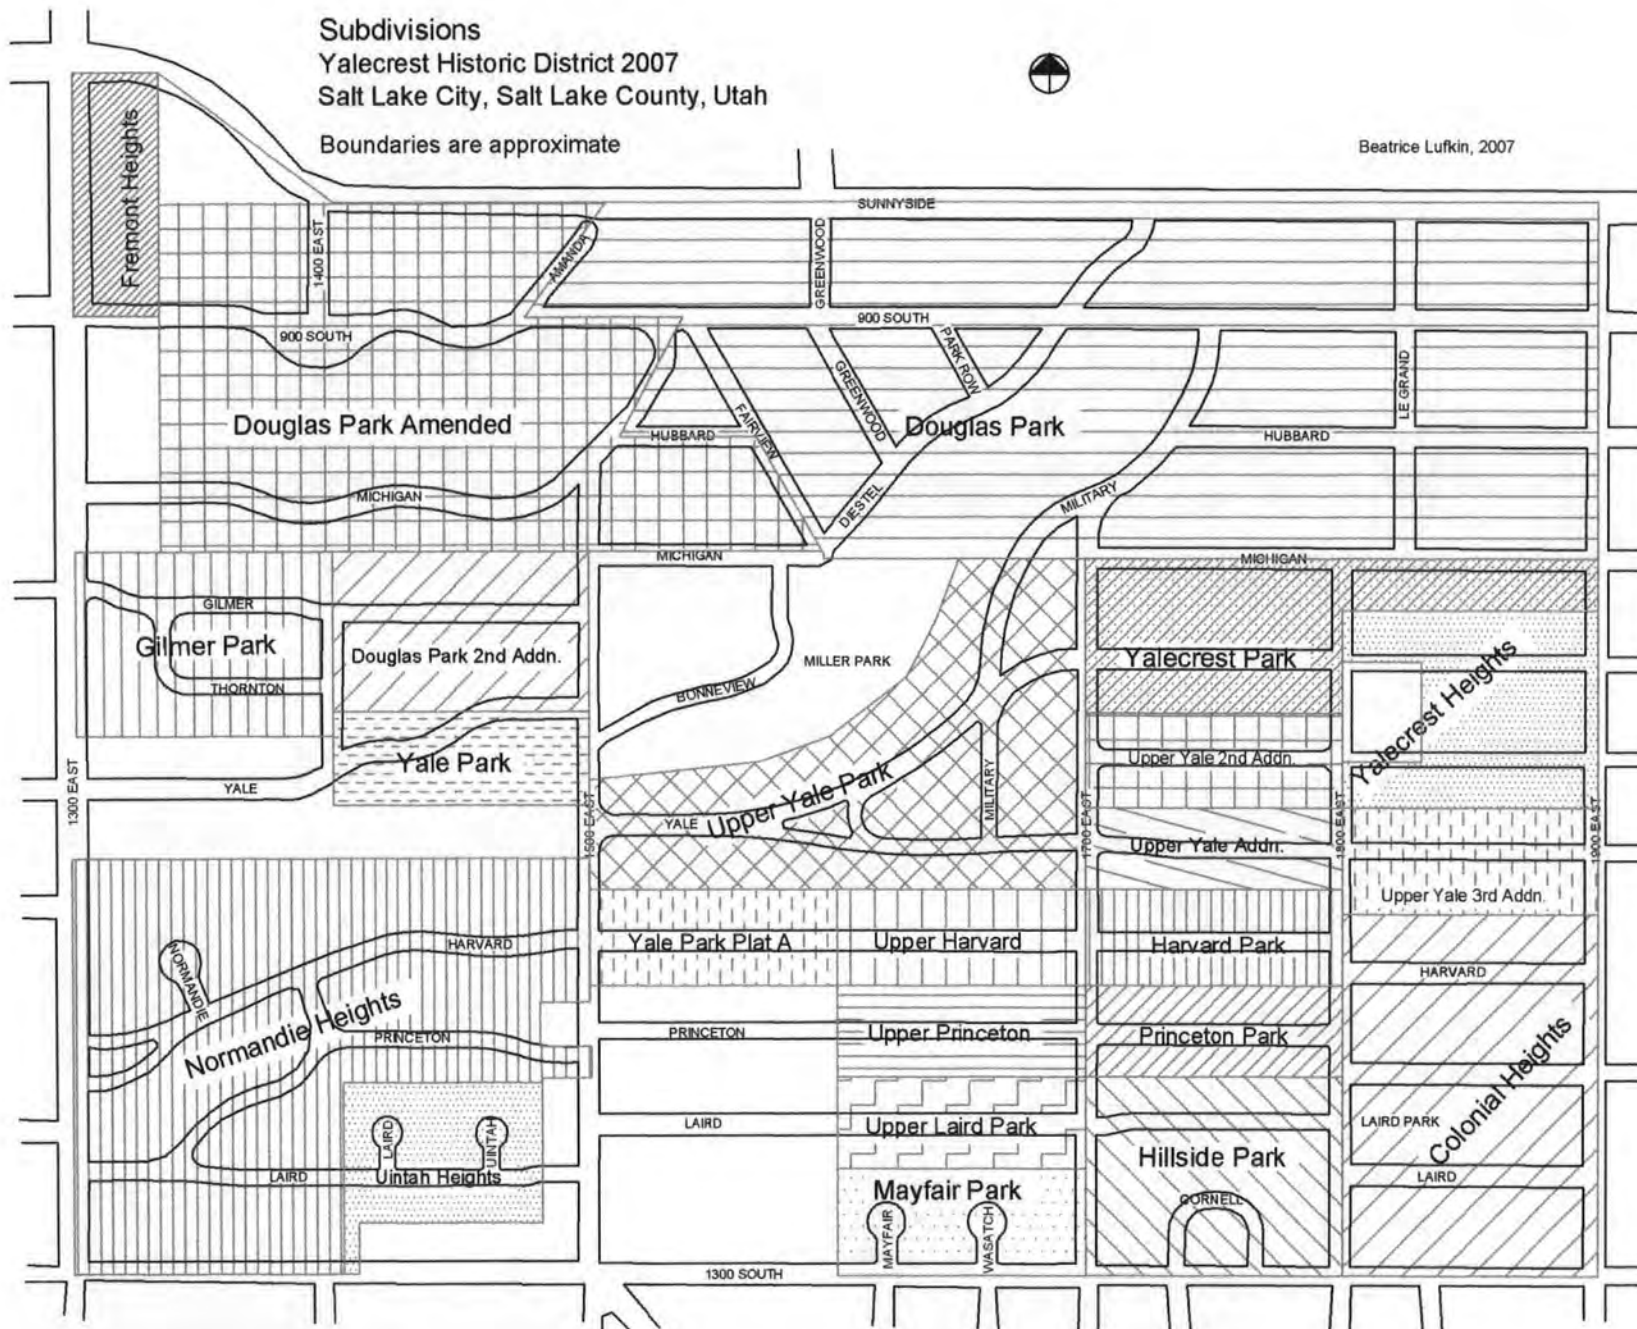 Subdivisions
Yalecrest Historic District 2007
Salt Lake City, Salt Lake County, Utah
Boundaries are approximate
Beatrice Lufkin, 2007
Fremont Heights
SUNNYSIDE
1400 EAST
AMANDA
GREENWOOD
900 SOUTH
900 SOUTH
PARK ROW
GREENWOOD
LE GRAND
FAIRVIEW
Douglas Park Amended
Douglas Park
HUBBARD
HUBBARD
MICHIGAN
DIESTEL
MILITARY
MICHIGAN
MICHIGAN
GILMER
Gilmer Park
Douglas Park 2nd Addn.
MILLER PARK
Yalecrest Park
THORNTON
BONNEVIEW
Yalecrest Heights
Yale Park
Upper Yale 2nd Addn.
1300 EAST
YALE
MILITARY
1500 EAST
YALE
Upper Yale Park
1700 EAST
Upper Yale Addn.
1800 EAST
1900 EAST
Upper Yale 3rd Addn.
HARVARD
Yale Park Plat A
Upper Harvard
Harvard Park
HARVARD
NORMANDIE
Normandie Heights
PRINCETON
PRINCETON
Upper Princeton
Princeton Park
Colonial Heights
LAIRD
UINTAH
LAIRD
Upper Laird Park
LAIRD PARK
Hillside Park
LAIRD
Uintah Heights
LAIRD
Mayfair Park
CORNELL
MAYFAIR
WASATCH
1300 SOUTH